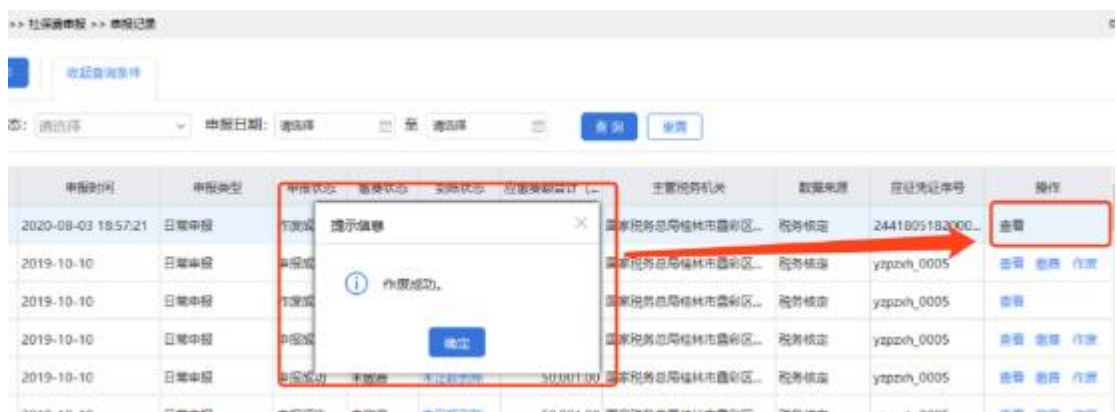 >> 社保费申报 >> 申报记录
收起查询条件
态: 请选择 申报日期: 请选择 至 请选择 查询 重置
申报时间 申报类型 申报状态 缴费状态 到账状态 应缴费额合计 (... 主管税务机关 数据来源 应征凭证序号 操作
2020-08-03 18:57:21 日常申报 作废成 国家税务总局桂林市叠彩区... 税务核定 2441805182000... 查看
提示信息
2019-10-10 日常申报 申报成 国家税务总局桂林市叠彩区... 税务核定 yzpzxh_0005 查看 缴费 作废
作废成功。
2019-10-10 日常申报 作废成 国家税务总局桂林市叠彩区... 税务核定 yzpzxh_0005 查看
2019-10-10 日常申报 申报成 国家税务总局桂林市叠彩区... 税务核定 yzpzxh_0005 查看 缴费 作废
确定
2019-10-10 日常申报 申报成功 未缴费 50,001.00 国家税务总局桂林市叠彩区... 税务核定 yzpzxh_0005 查看 缴费 作废